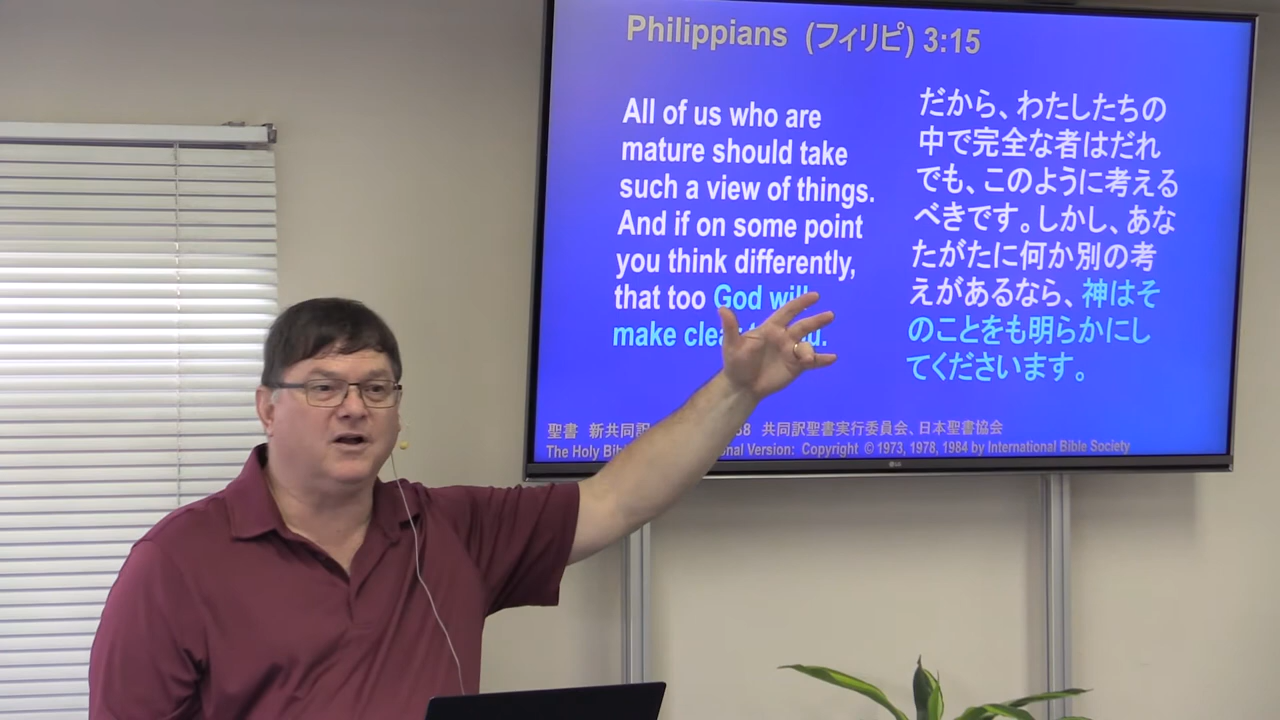 Philippians (フィリピ) 3:15
All of us who are
mature should take
such a view of things.
And if on some point
you think differently,
that too God will
make clear
だから、わたしたちの
中で完全な者はだれ
でも、このように考える
べきです。しかし、あな
たがたに何か別の考
えがあるなら、神はそ
のことをも明らかにし
てくださいます。
聖書 新共同訳 共同訳聖書実行委員会、日本聖書協会
The Holy Version: Copyright © 1973, 1978, 1984 by International Bible Society
LG